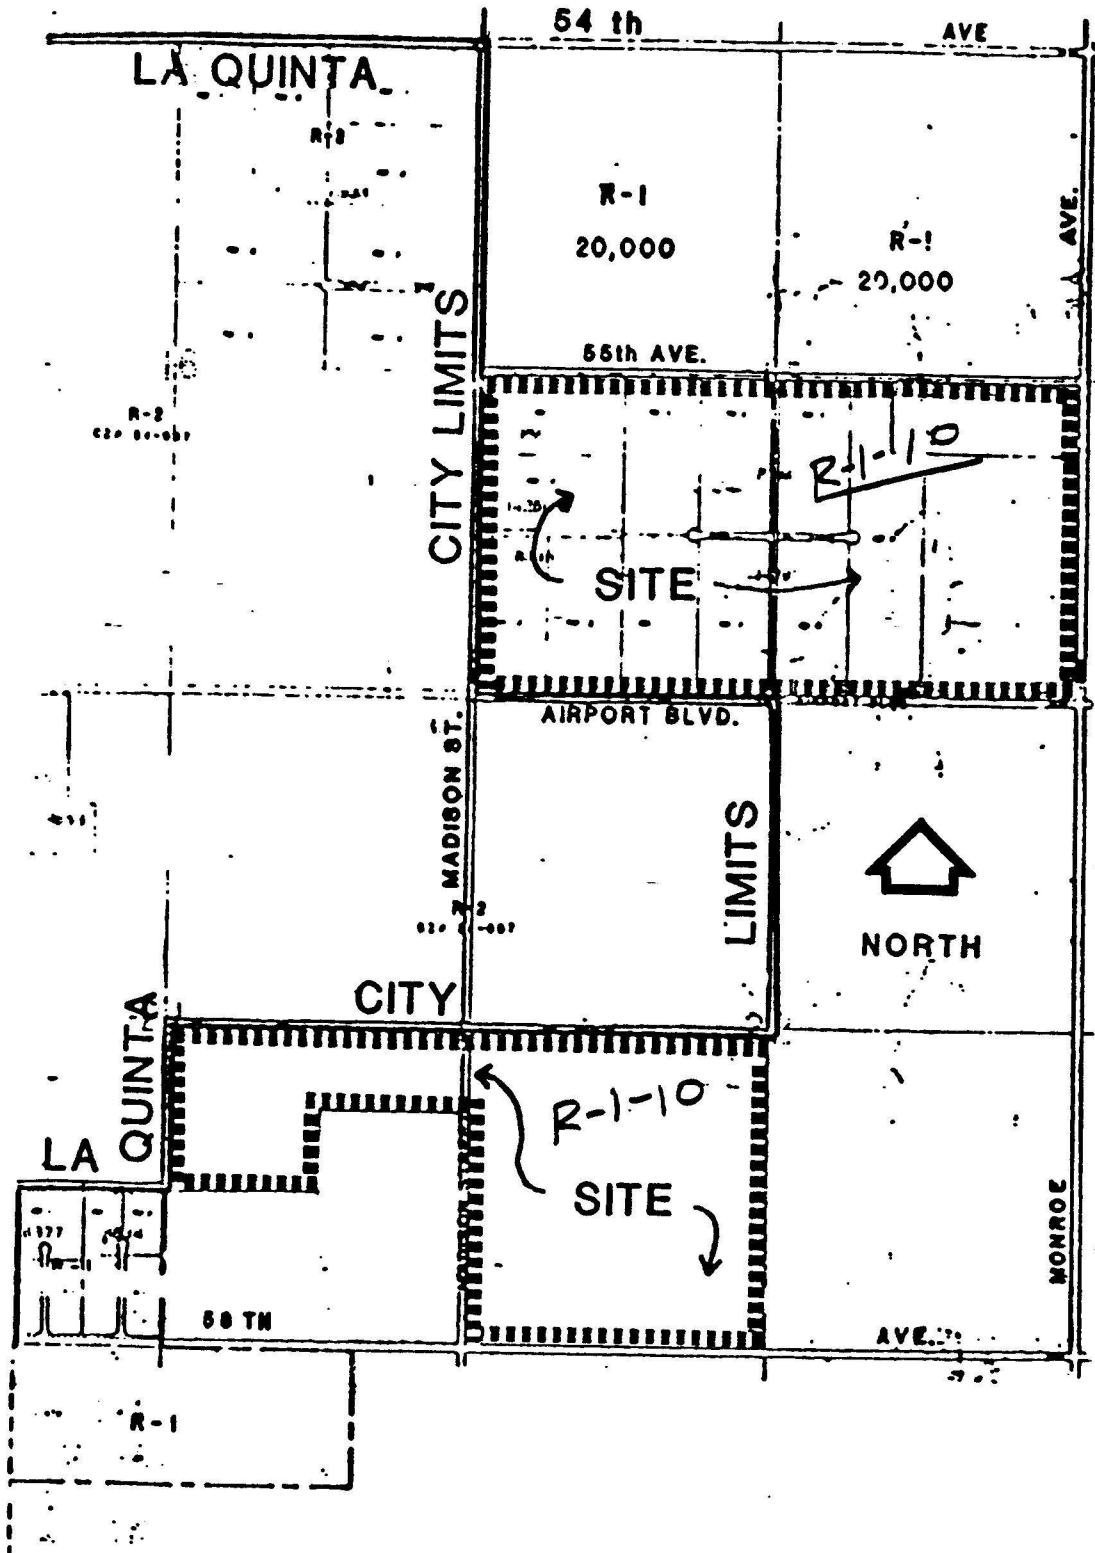 54 th
AVE
LA QUINTA
R-1
20,000
R-1
20,000
AVE.
CITY LIMITS
55th AVE.
R-2
R-1-10
SITE
AIRPORT BLVD.
MADISON ST.
LIMITS
NORTH
CITY
QUINTA
LA
R-1-10
SITE
MONROE
58 TH
AVE.
R-1